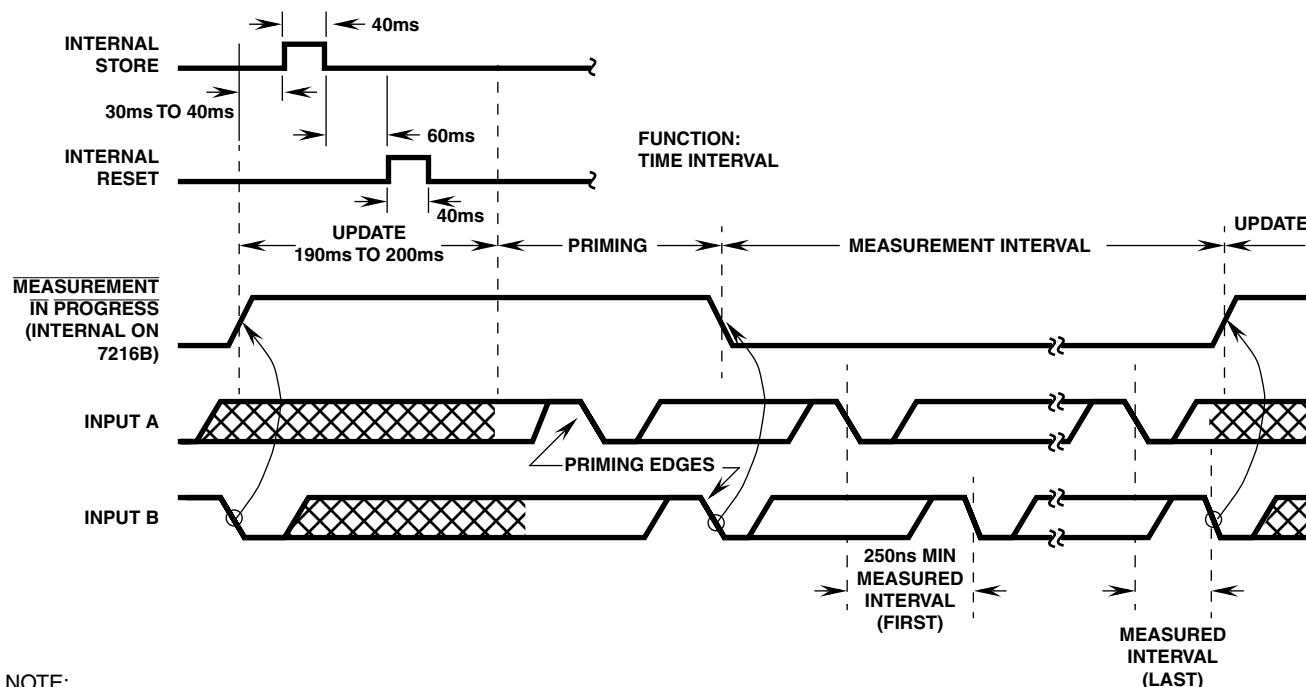 40ms
INTERNAL
STORE
30ms TO 40ms
60ms
FUNCTION:
TIME INTERVAL
INTERNAL
RESET
40ms
UPDATE
190ms TO 200ms
PRIMING
MEASUREMENT INTERVAL
UPDATE
MEASUREMENT
IN PROGRESS
(INTERNAL ON
7216B)
INPUT A
PRIMING EDGES
INPUT B
250ns MIN
MEASURED
INTERVAL
(FIRST)
MEASURED
INTERVAL
(LAST)
NOTE: